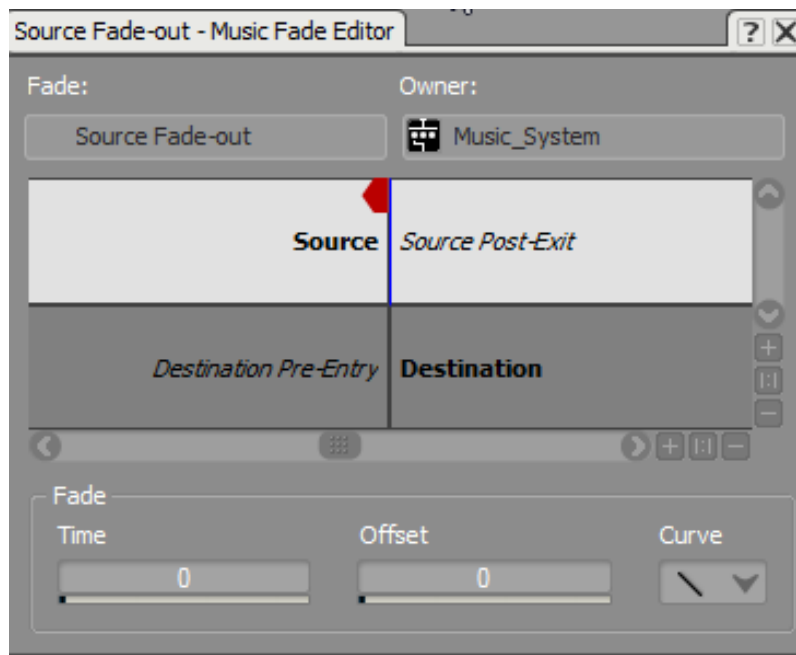 Source Fade-out - Music Fade Editor
Fade: Owner:
Source Fade-out Music_System
Source Source Post-Exit
Destination Pre-Entry Destination
Fade
Time Offset Curve
0 0